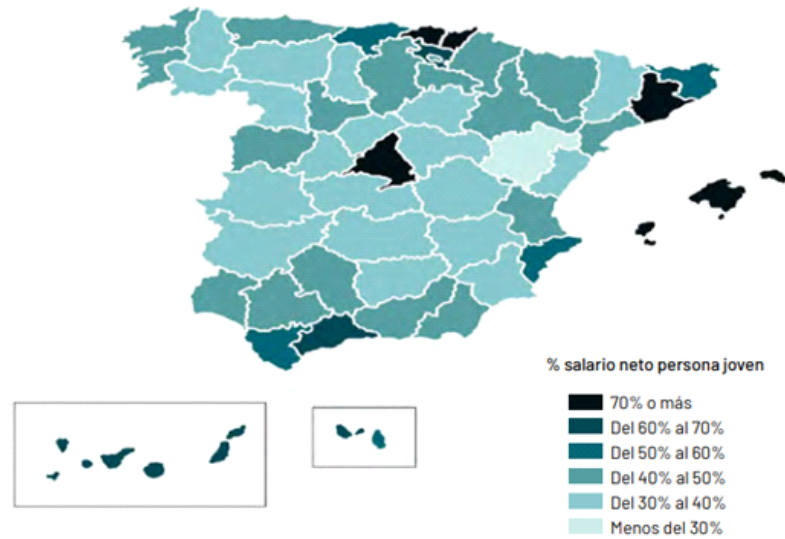 % salario neto persona joven
70% o más
Del 60% al 70%
Del 50% al 60%
Del 40% al 50%
Del 30% al 40%
Menos del 30%